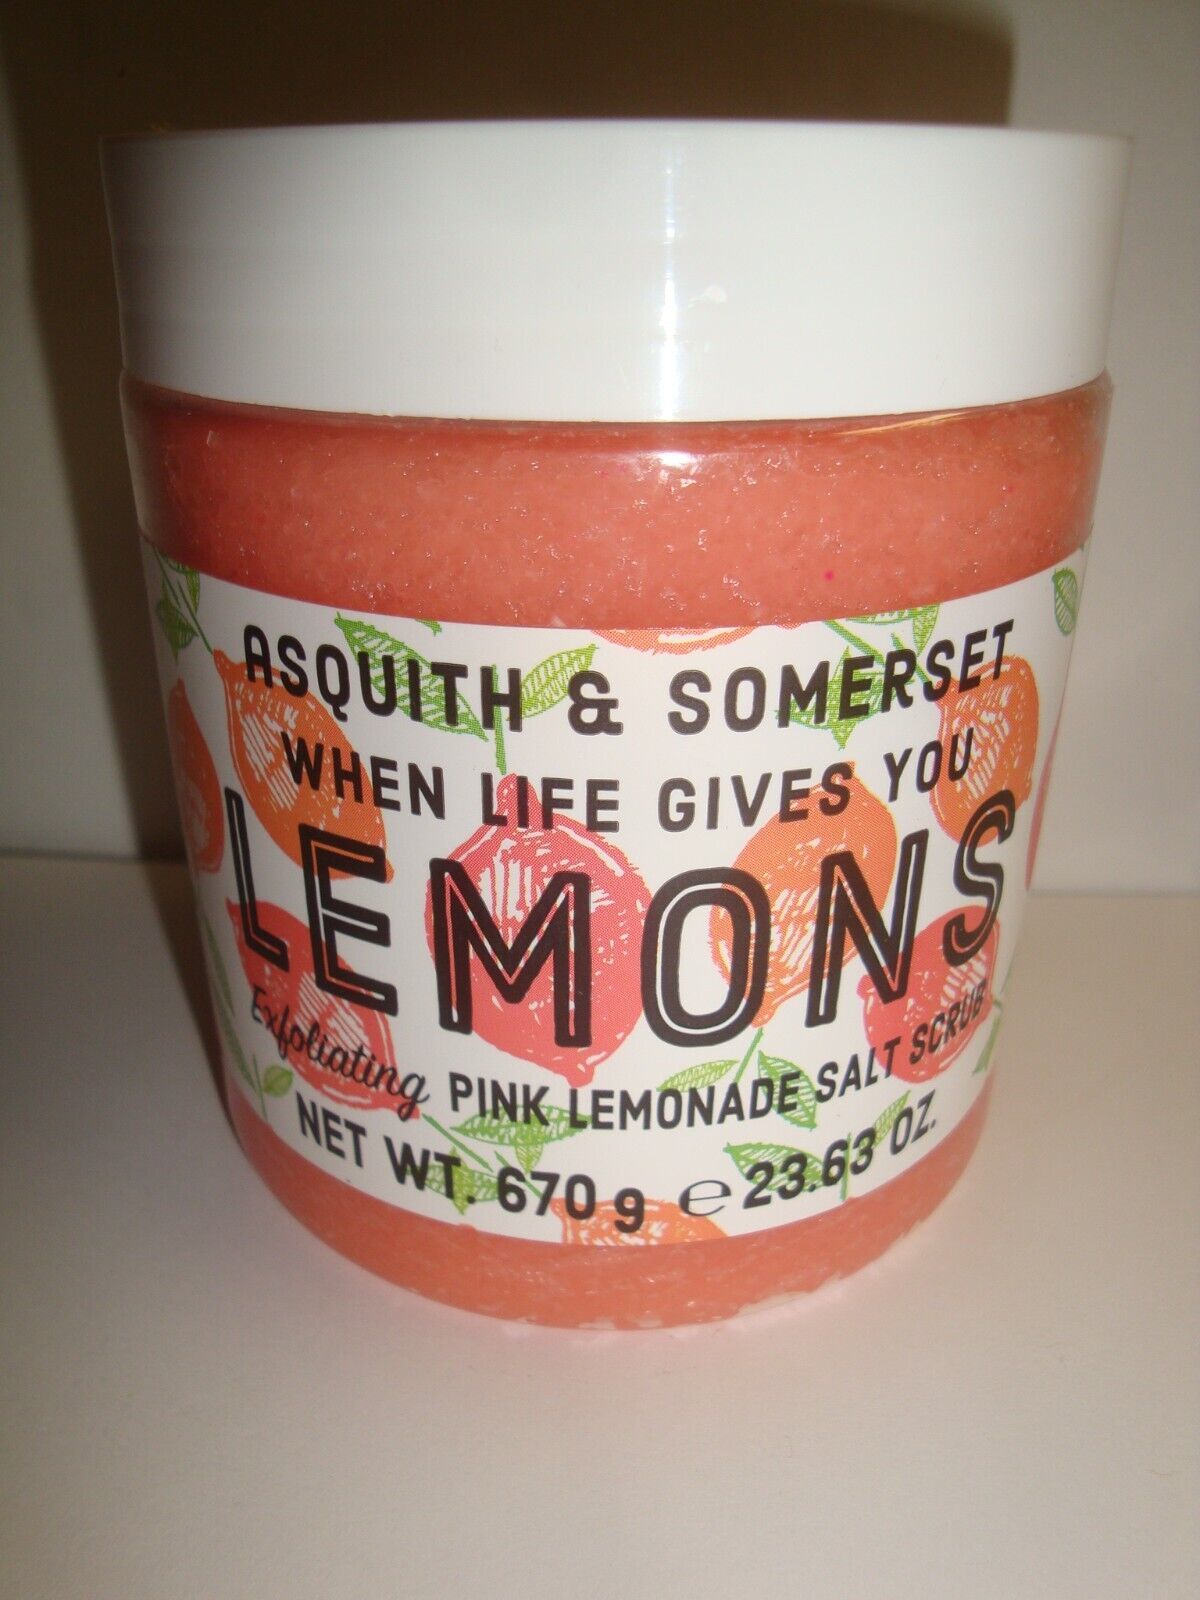 ASQUITH & SOMERSET
WHEN LIFE GIVES YOU
LEMONS
Exfoliating PINK LEMONADE SALT SCRUB
NET WT. 670 g ℮ 23.63 OZ.